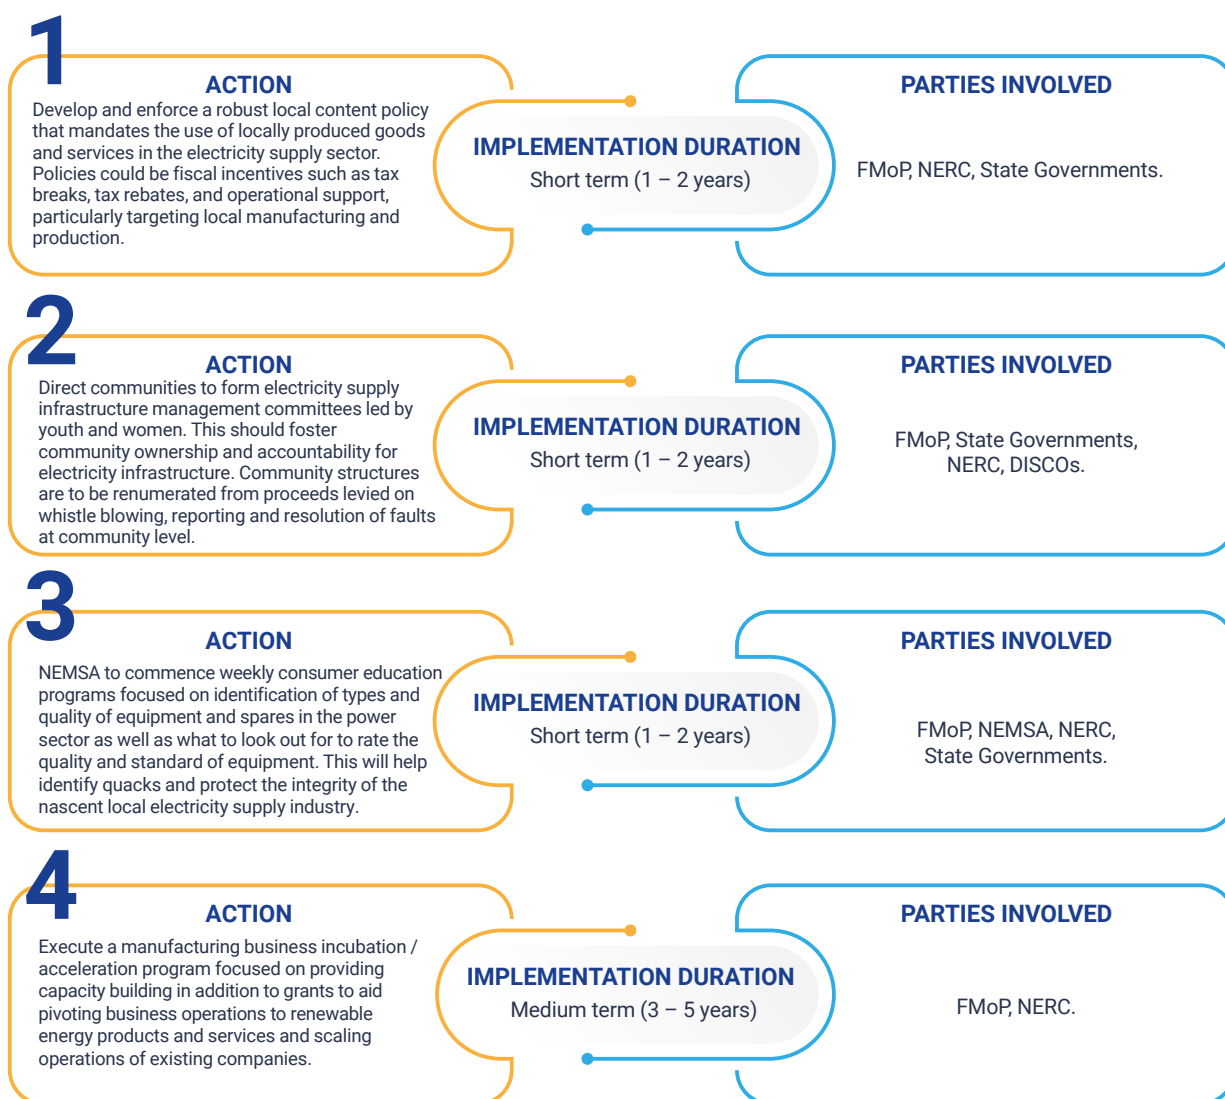 1
ACTION
Develop and enforce a robust local content policy
that mandates the use of locally produced goods
and services in the electricity supply sector.
Policies could be fiscal incentives such as tax
breaks, tax rebates, and operational support,
particularly targeting local manufacturing and
production.
IMPLEMENTATION DURATION
Short term (1 – 2 years)
PARTIES INVOLVED
FMoP, NERC, State Governments.
2
ACTION
Direct communities to form electricity supply
infrastructure management committees led by
youth and women. This should foster
community ownership and accountability for
electricity infrastructure. Community structures
are to be renumerated from proceeds levied on
whistle blowing, reporting and resolution of faults
at community level.
IMPLEMENTATION DURATION
Short term (1 – 2 years)
PARTIES INVOLVED
FMoP, State Governments,
NERC, DISCOs.
3
ACTION
NEMSA to commence weekly consumer education
programs focused on identification of types and
quality of equipment and spares in the power
sector as well as what to look out for to rate the
quality and standard of equipment. This will help
identify quacks and protect the integrity of the
nascent local electricity supply industry.
IMPLEMENTATION DURATION
Short term (1 – 2 years)
PARTIES INVOLVED
FMoP, NEMSA, NERC,
State Governments.
4
ACTION
Execute a manufacturing business incubation /
acceleration program focused on providing
capacity building in addition to grants to aid
pivoting business operations to renewable
energy products and services and scaling
operations of existing companies.
IMPLEMENTATION DURATION
Medium term (3 – 5 years)
PARTIES INVOLVED
FMoP, NERC.